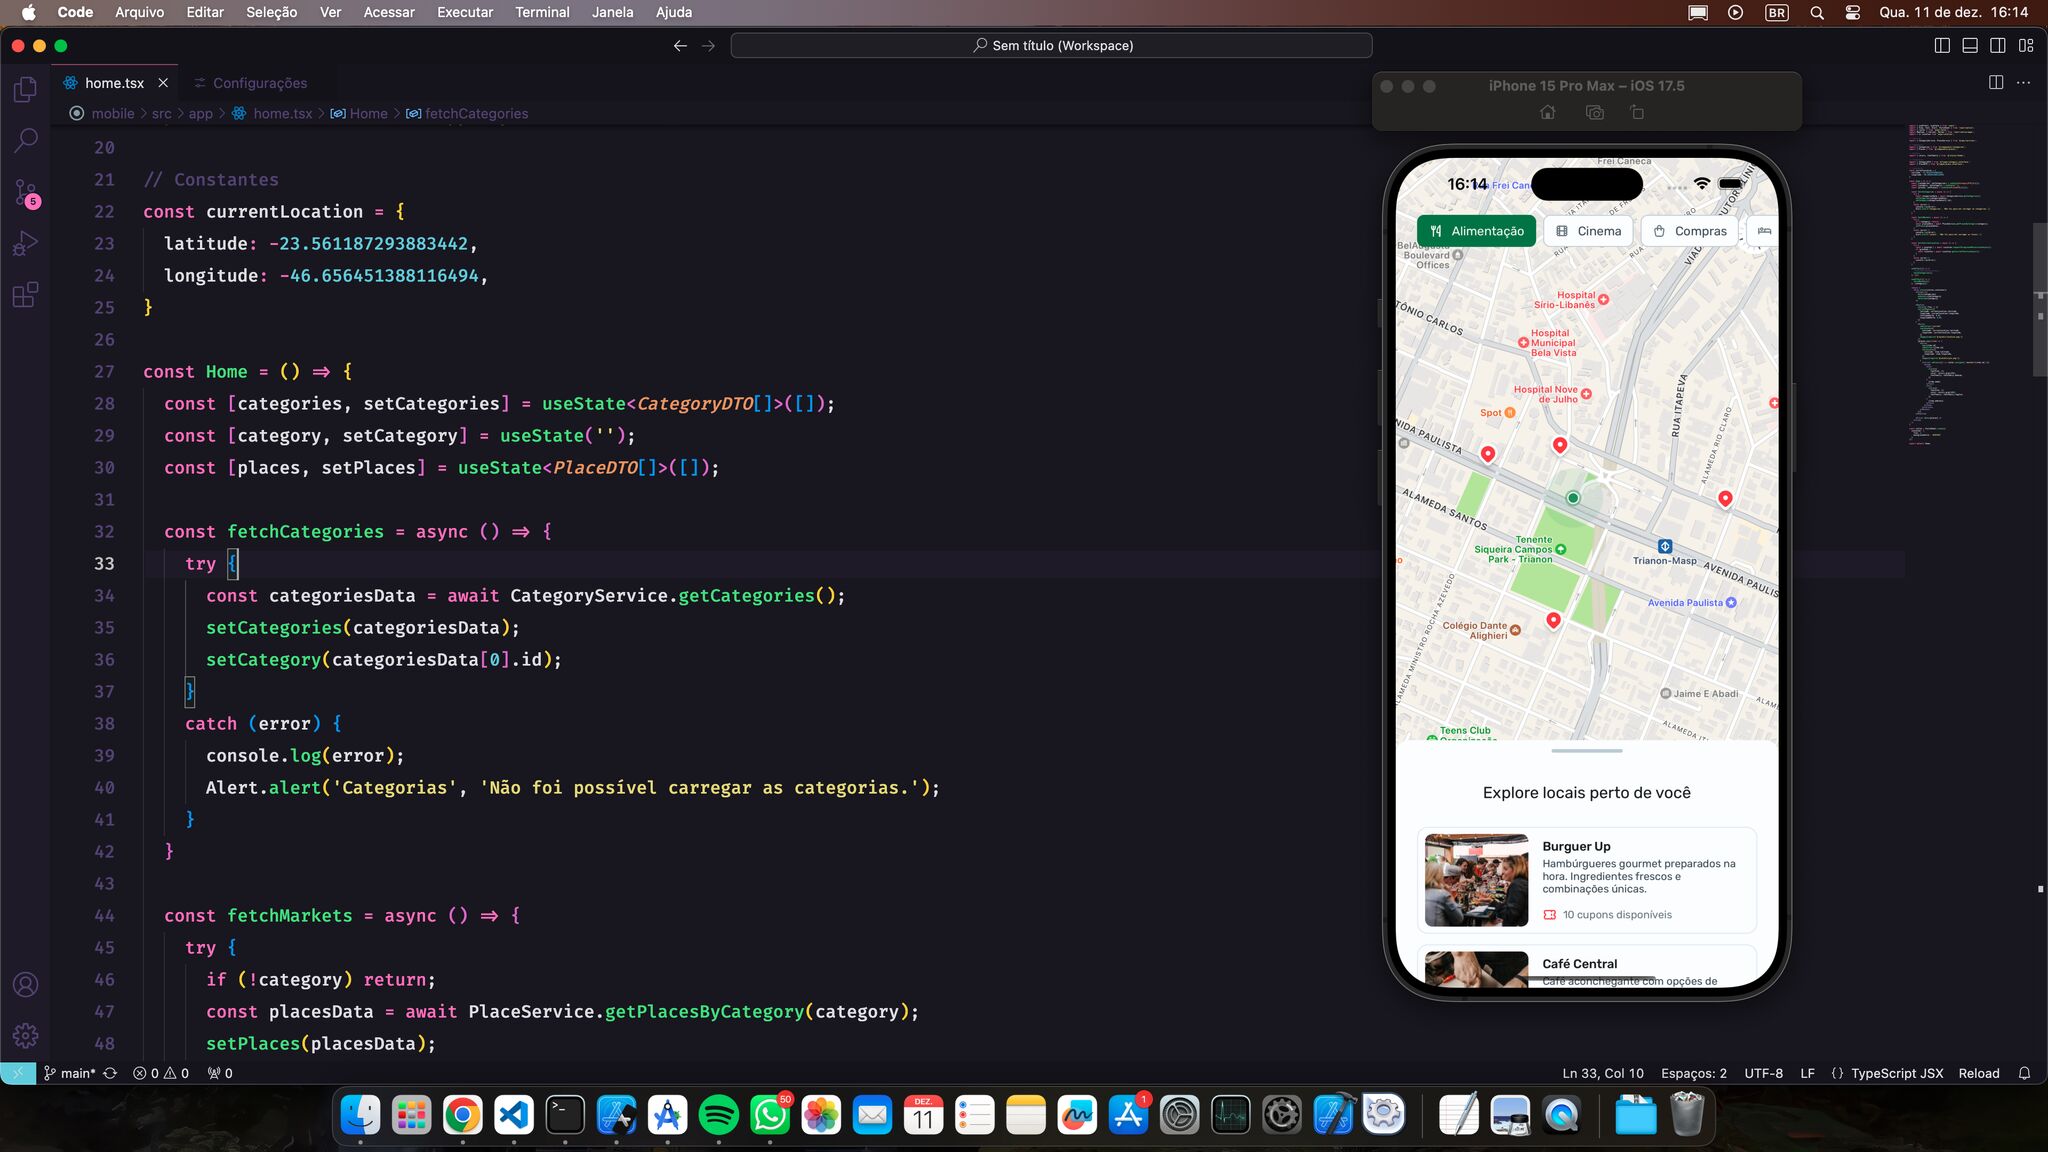 Code Arquivo Editar Seleção Ver Acessar Executar Terminal Janela Ajuda BR Qua. 11 de dez. 16:14
Sem título (Workspace)
home.tsx Configurações
mobile > src > app > home.tsx > Home > fetchCategories
5
20
21 // Constantes
22 const currentLocation = {
23 latitude: -23.561187293883442,
24 longitude: -46.656451388116494,
25 }
26
27 const Home = () => {
28 const [categories, setCategories] = useState<CategoryDTO[]>([]);
29 const [category, setCategory] = useState('');
30 const [places, setPlaces] = useState<PlaceDTO[]>([]);
31
32 const fetchCategories = async () => {
33 try {
34 const categoriesData = await CategoryService.getCategories();
35 setCategories(categoriesData);
36 setCategory(categoriesData[0].id);
37 }
38 catch (error) {
39 console.log(error);
40 Alert.alert('Categorias', 'Não foi possível carregar as categorias.');
41 }
42 }
43
44 const fetchMarkets = async () => {
45 try {
46 if (!category) return;
47 const placesData = await PlaceService.getPlacesByCategory(category);
48 setPlaces(placesData);
iPhone 15 Pro Max – iOS 17.5
Frei Caneca
16:14
Alimentação Cinema Compras
Boulevard
Offices
Hospital
Sírio-Libanês
Hospital
Municipal
Bela Vista
Hospital Nove
de Julho
Spot
RUA ITAPEVA
ALAMEDA RIO CLARO
ALAMEDA SANTOS
Tenente
Siqueira Campos
Park - Trianon
Trianon-Masp
AVENIDA PAULIS
Avenida Paulista
Colégio Dante
Alighieri
ALAMEDA MINISTRO ROCHA AZEVEDO
Jaime E Abadi
Teens Club
Explore locais perto de você
Burguer Up
Hambúrgueres gourmet preparados na
hora. Ingredientes frescos e
combinações únicas.
10 cupons disponíveis
Café Central
Café aconchegante com opções de
main* 0 0 0 Ln 33, Col 10 Espaços: 2 UTF-8 LF {} TypeScript JSX Reload
50 DEZ. 11 1